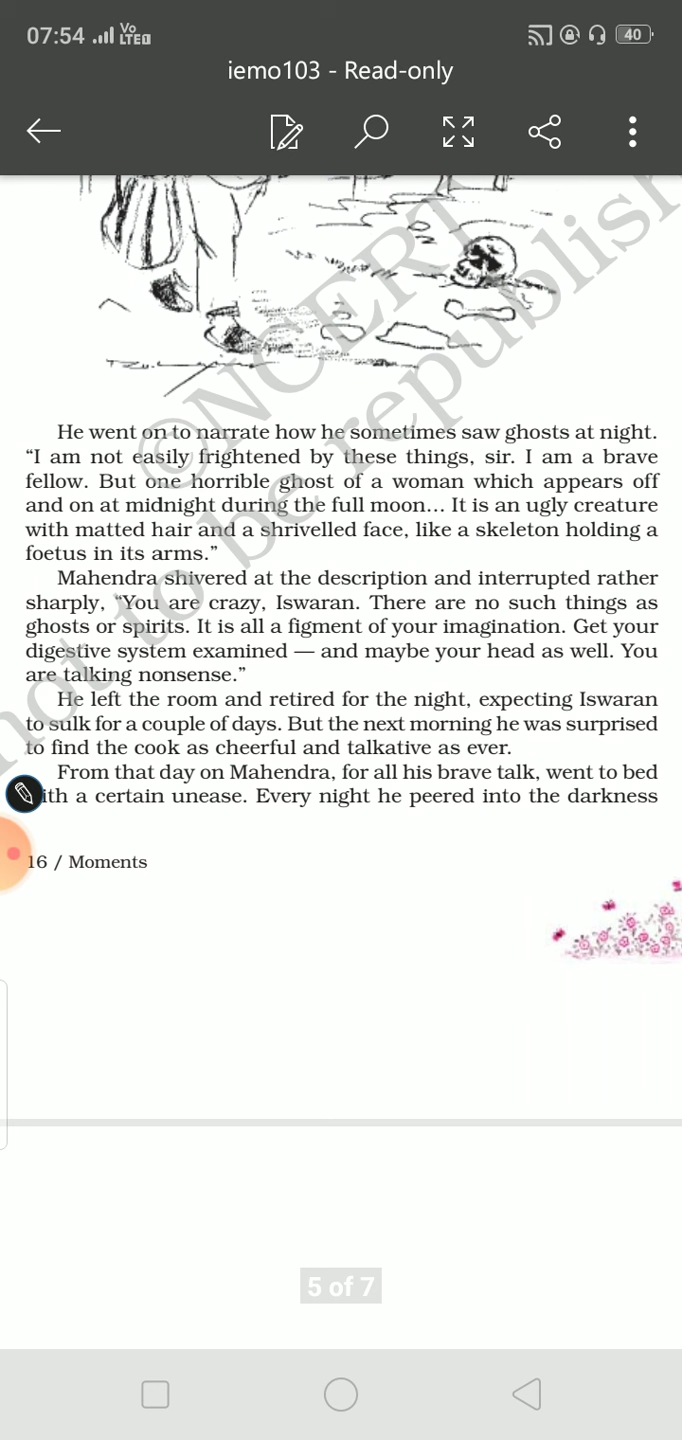 07:54 Vo LTE 40
iemo103 - Read-only
©NCERT
not to be republish
He went on to narrate how he sometimes saw ghosts at night.
“I am not easily frightened by these things, sir. I am a brave
fellow. But one horrible ghost of a woman which appears off
and on at midnight during the full moon... It is an ugly creature
with matted hair and a shrivelled face, like a skeleton holding a
foetus in its arms.”
Mahendra shivered at the description and interrupted rather
sharply, “You are crazy, Iswaran. There are no such things as
ghosts or spirits. It is all a figment of your imagination. Get your
digestive system examined — and maybe your head as well. You
are talking nonsense.”
He left the room and retired for the night, expecting Iswaran
to sulk for a couple of days. But the next morning he was surprised
to find the cook as cheerful and talkative as ever.
From that day on Mahendra, for all his brave talk, went to bed
ith a certain unease. Every night he peered into the darkness
16 / Moments
5 of 7